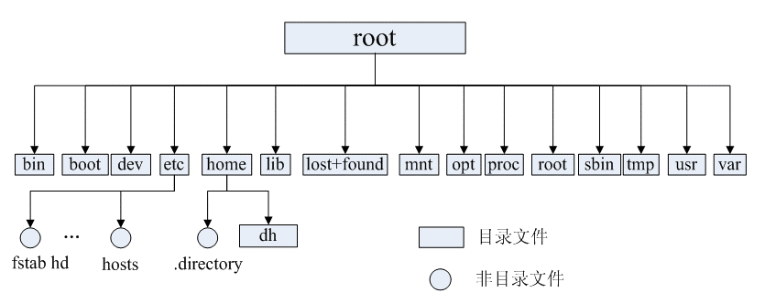 root
bin boot dev etc home lib lost+found mnt opt proc root sbin tmp usr var
dh
目录文件
fstab hd ... hosts .directory
非目录文件